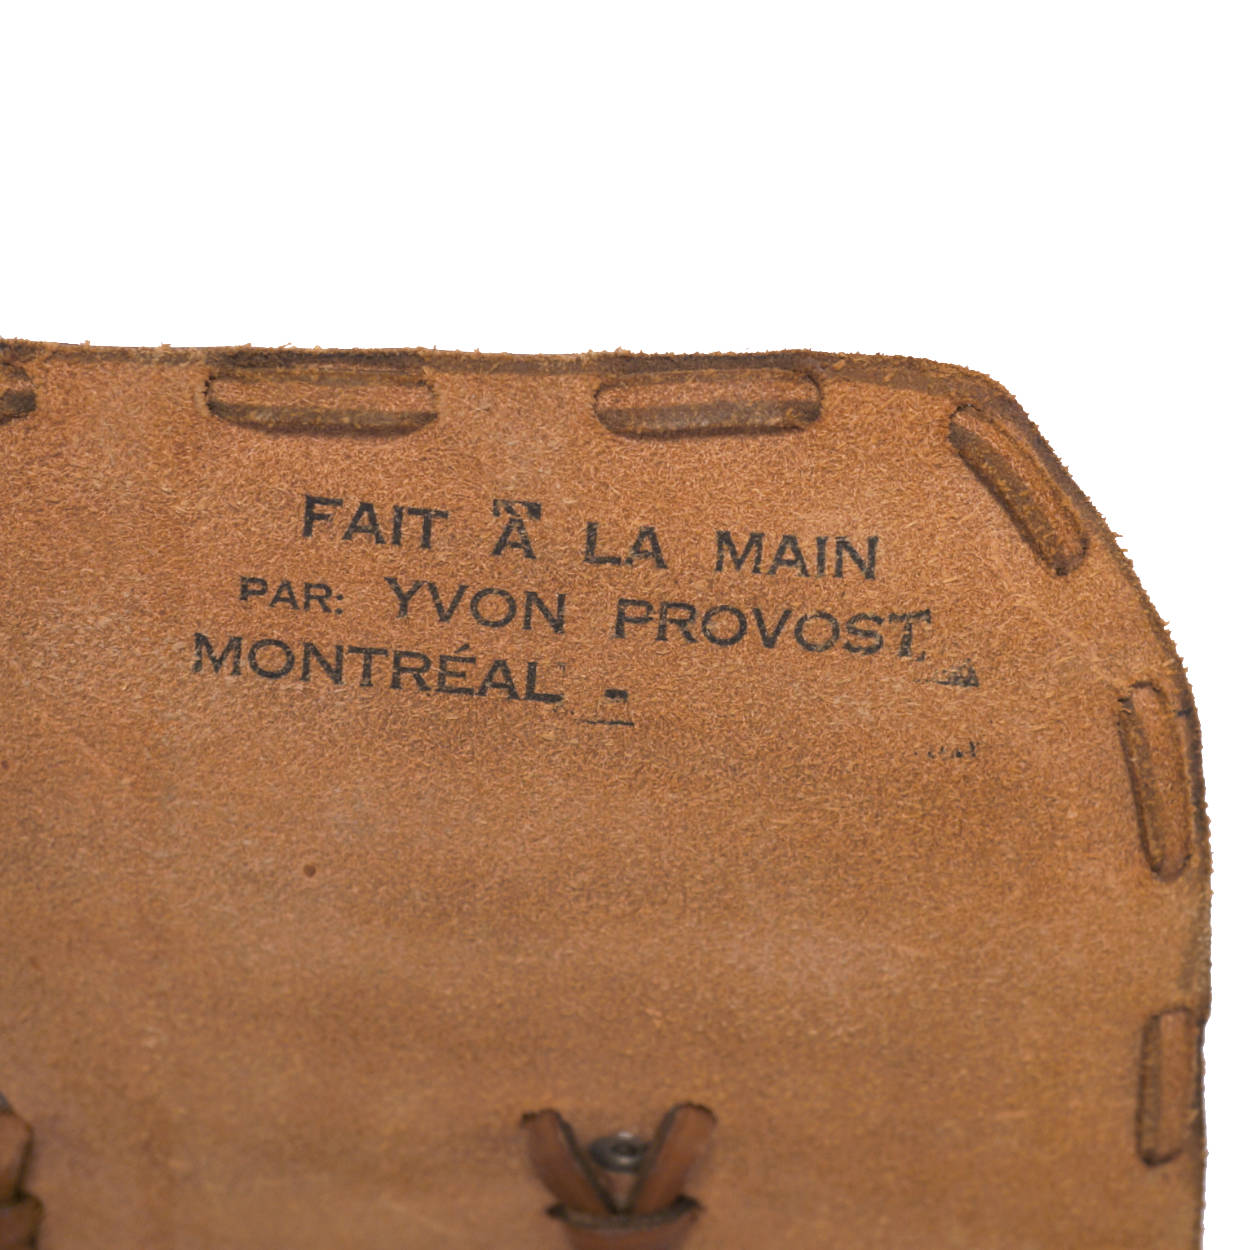 FAIT À LA MAIN
PAR: YVON PROVOST
MONTRÉAL -